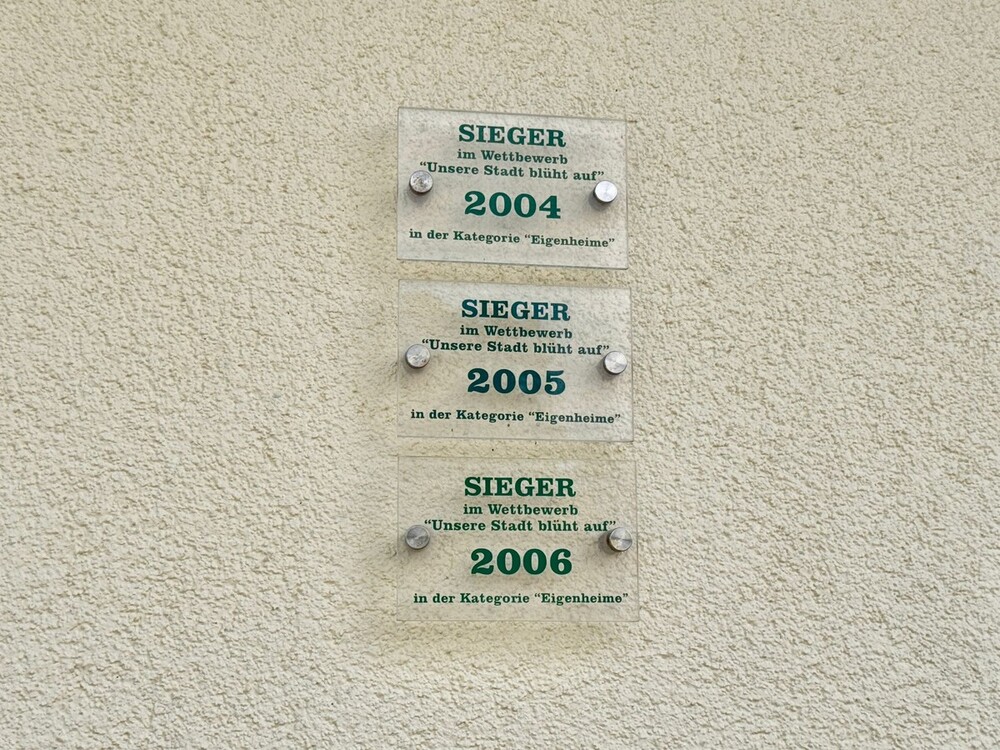 SIEGER
im Wettbewerb
“Unsere Stadt blüht auf”
2004
in der Kategorie “Eigenheime”
SIEGER
im Wettbewerb
“Unsere Stadt blüht auf”
2005
in der Kategorie “Eigenheime”
SIEGER
im Wettbewerb
“Unsere Stadt blüht auf”
2006
in der Kategorie “Eigenheime”